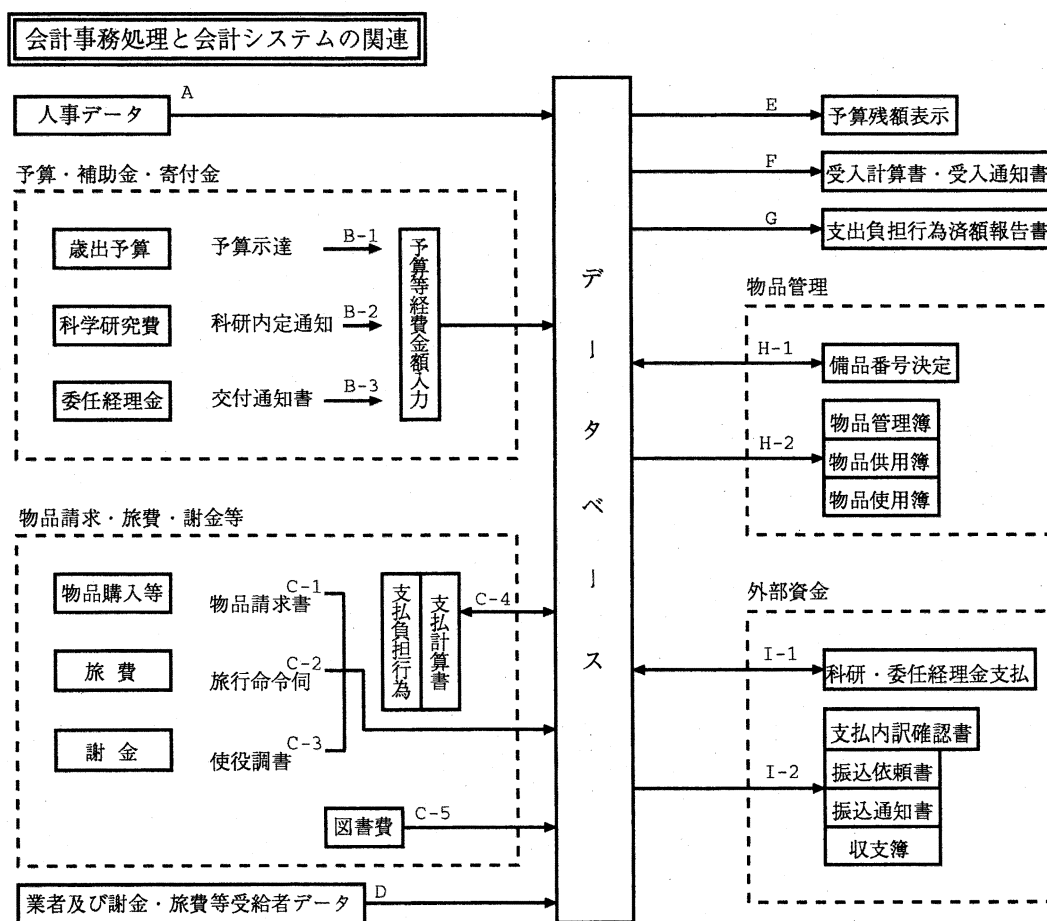 会計事務処理と会計システムの関連
人事データ
A
予算・補助金・寄付金
歳出予算
予算示達
B-1
科学研究費
科研内定通知
B-2
委任経理金
交付通知書
B-3
予算等経費金額入力
物品請求・旅費・謝金等
物品購入等
物品請求書
C-1
旅費
旅行命令伺
C-2
謝金
使役調書
C-3
支払負担行為
支払計算書
C-4
図書費
C-5
業者及び謝金・旅費等受給者データ
D
データベース
E
予算残額表示
F
受入計算書・受入通知書
G
支出負担行為済額報告書
物品管理
H-1
備品番号決定
H-2
物品管理簿
物品供用簿
物品使用簿
外部資金
I-1
科研・委任経理金支払
I-2
支払内訳確認書
振込依頼書
振込通知書
収支簿